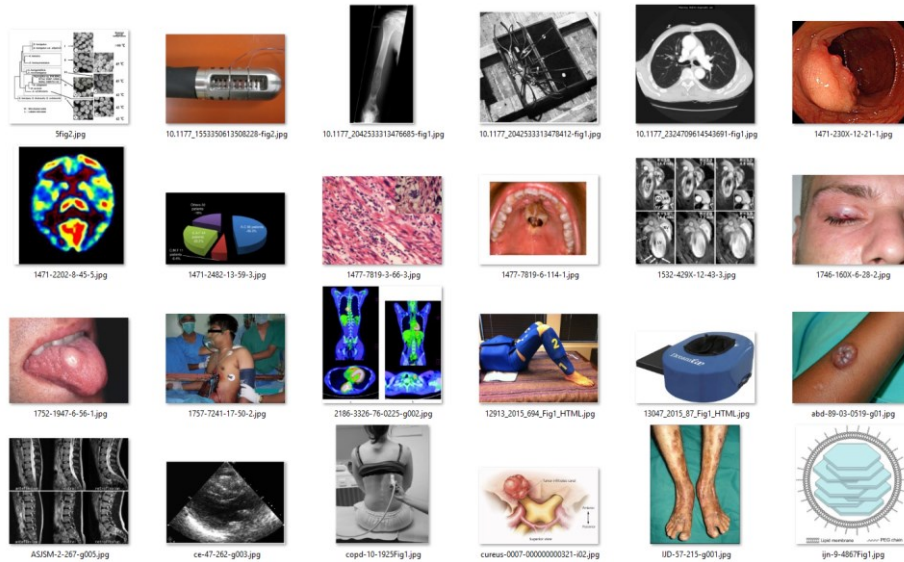 5fig2.jpg
10.1177_1553350613508228-fig2.jpg
10.1177_2042533313476685-fig1.jpg
10.1177_2042533313478412-fig1.jpg
10.1177_2324709614543691-fig1.jpg
1471-230X-12-21-1.jpg
1471-2202-8-45-5.jpg
1471-2482-13-59-3.jpg
1477-7819-3-66-3.jpg
1477-7819-6-114-1.jpg
1532-429X-12-43-3.jpg
1746-160X-6-28-2.jpg
2
1752-1947-6-56-1.jpg
1757-7241-17-50-2.jpg
2186-3326-76-0225-g002.jpg
12913_2015_694_Fig1_HTML.jpg
13047_2015_87_Fig1_HTML.jpg
abd-89-03-0519-g01.jpg
ASJSM-2-267-g005.jpg
ce-47-262-g003.jpg
copd-10-1925Fig1.jpg
cureus-0007-000000000321-i02.jpg
IJD-57-215-g001.jpg
ijn-9-4867Fig1.jpg